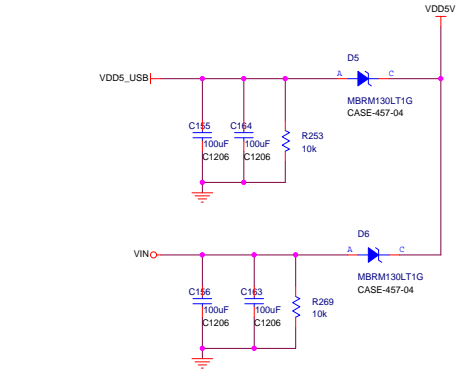 VDD5V
D5
VDD5_USB
A
C
MBRM130LT1G
CASE-457-04
C155
C164
100uF
100uF
C1206
C1206
R253
10k
D6
VIN
A
C
MBRM130LT1G
CASE-457-04
C156
C163
100uF
100uF
C1206
C1206
R269
10k